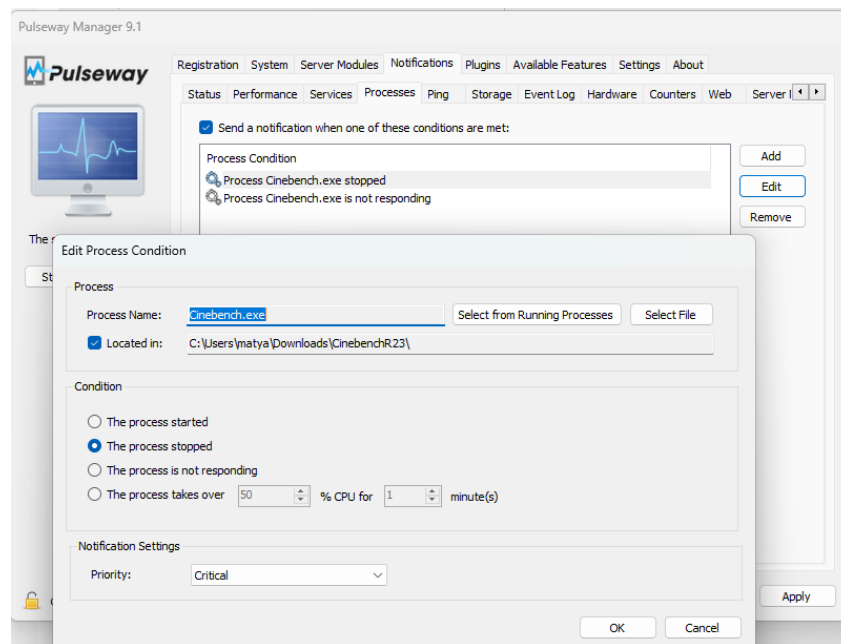 Pulseway Manager 9.1
Pulseway
Registration System Server Modules Notifications Plugins Available Features Settings About
Status Performance Services Processes Ping Storage Event Log Hardware Counters Web Server
Send a notification when one of these conditions are met:
Process Condition
Process Cinebench.exe stopped
Process Cinebench.exe is not responding
Add
Edit
Remove
The
St
Edit Process Condition
Process
Process Name: Cinebench.exe Select from Running Processes Select File
Located in: C:\Users\matya\Downloads\CinebenchR23\
Condition
The process started
The process stopped
The process is not responding
The process takes over 50 % CPU for 1 minute(s)
Notification Settings
Priority: Critical
Apply
OK Cancel